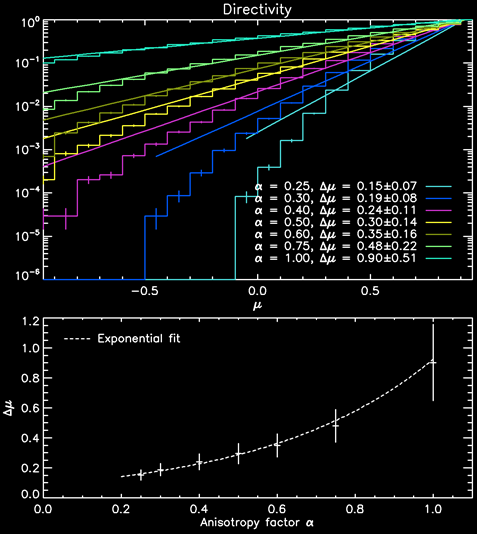 Directivity
10⁰
10⁻¹
10⁻²
10⁻³
10⁻⁴
10⁻⁵
10⁻⁶
α = 0.25, Δμ = 0.15±0.07
α = 0.30, Δμ = 0.19±0.08
α = 0.40, Δμ = 0.24±0.11
α = 0.50, Δμ = 0.30±0.14
α = 0.60, Δμ = 0.35±0.16
α = 0.75, Δμ = 0.48±0.22
α = 1.00, Δμ = 0.90±0.51
−0.5 0.0 0.5
μ
1.2
1.0
0.8
0.6
0.4
0.2
0.0
Δμ
Exponential fit
0.0 0.2 0.4 0.6 0.8 1.0
Anisotropy factor α